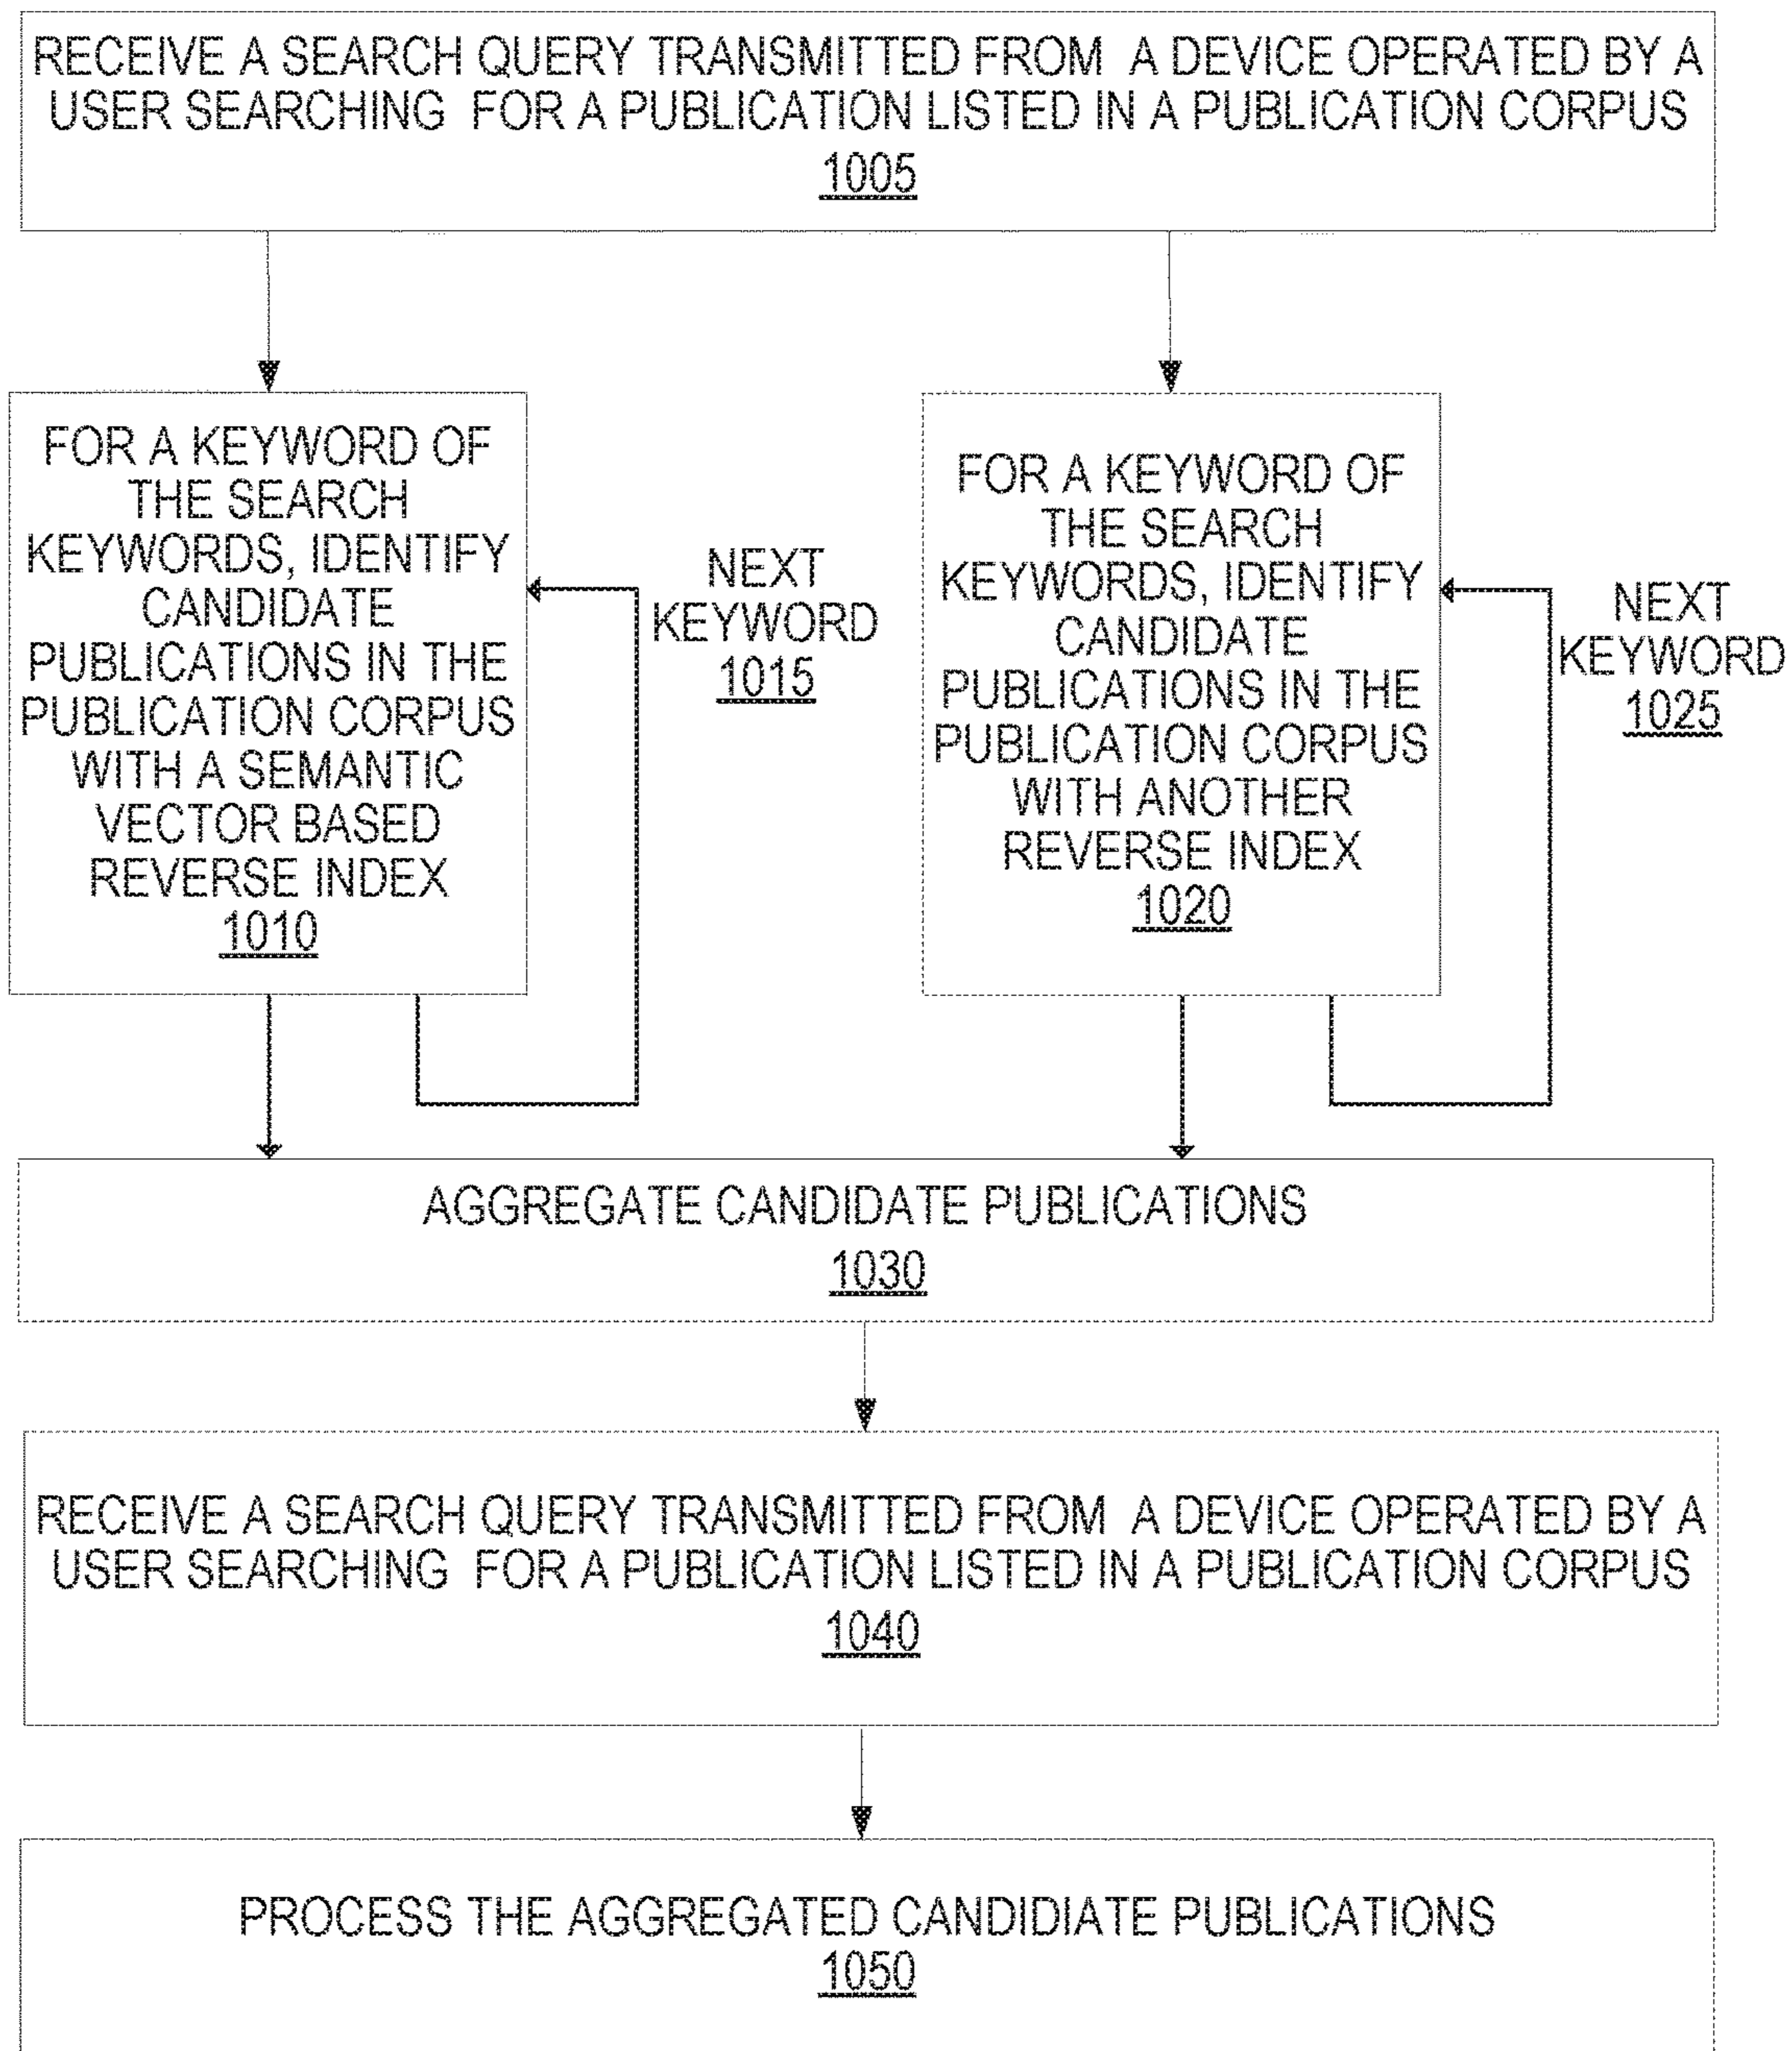 RECEIVE A SEARCH QUERY TRANSMITTED FROM A DEVICE OPERATED BY A
USER SEARCHING FOR A PUBLICATION LISTED IN A PUBLICATION CORPUS
1005
FOR A KEYWORD OF
THE SEARCH
KEYWORDS, IDENTIFY
CANDIDATE
PUBLICATIONS IN THE
PUBLICATION CORPUS
WITH A SEMANTIC
VECTOR BASED
REVERSE INDEX
1010
NEXT
KEYWORD
1015
FOR A KEYWORD OF
THE SEARCH
KEYWORDS, IDENTIFY
CANDIDATE
PUBLICATIONS IN THE
PUBLICATION CORPUS
WITH ANOTHER
REVERSE INDEX
1020
NEXT
KEYWORD
1025
AGGREGATE CANDIDATE PUBLICATIONS
1030
RECEIVE A SEARCH QUERY TRANSMITTED FROM A DEVICE OPERATED BY A
USER SEARCHING FOR A PUBLICATION LISTED IN A PUBLICATION CORPUS
1040
PROCESS THE AGGREGATED CANDIDIATE PUBLICATIONS
1050